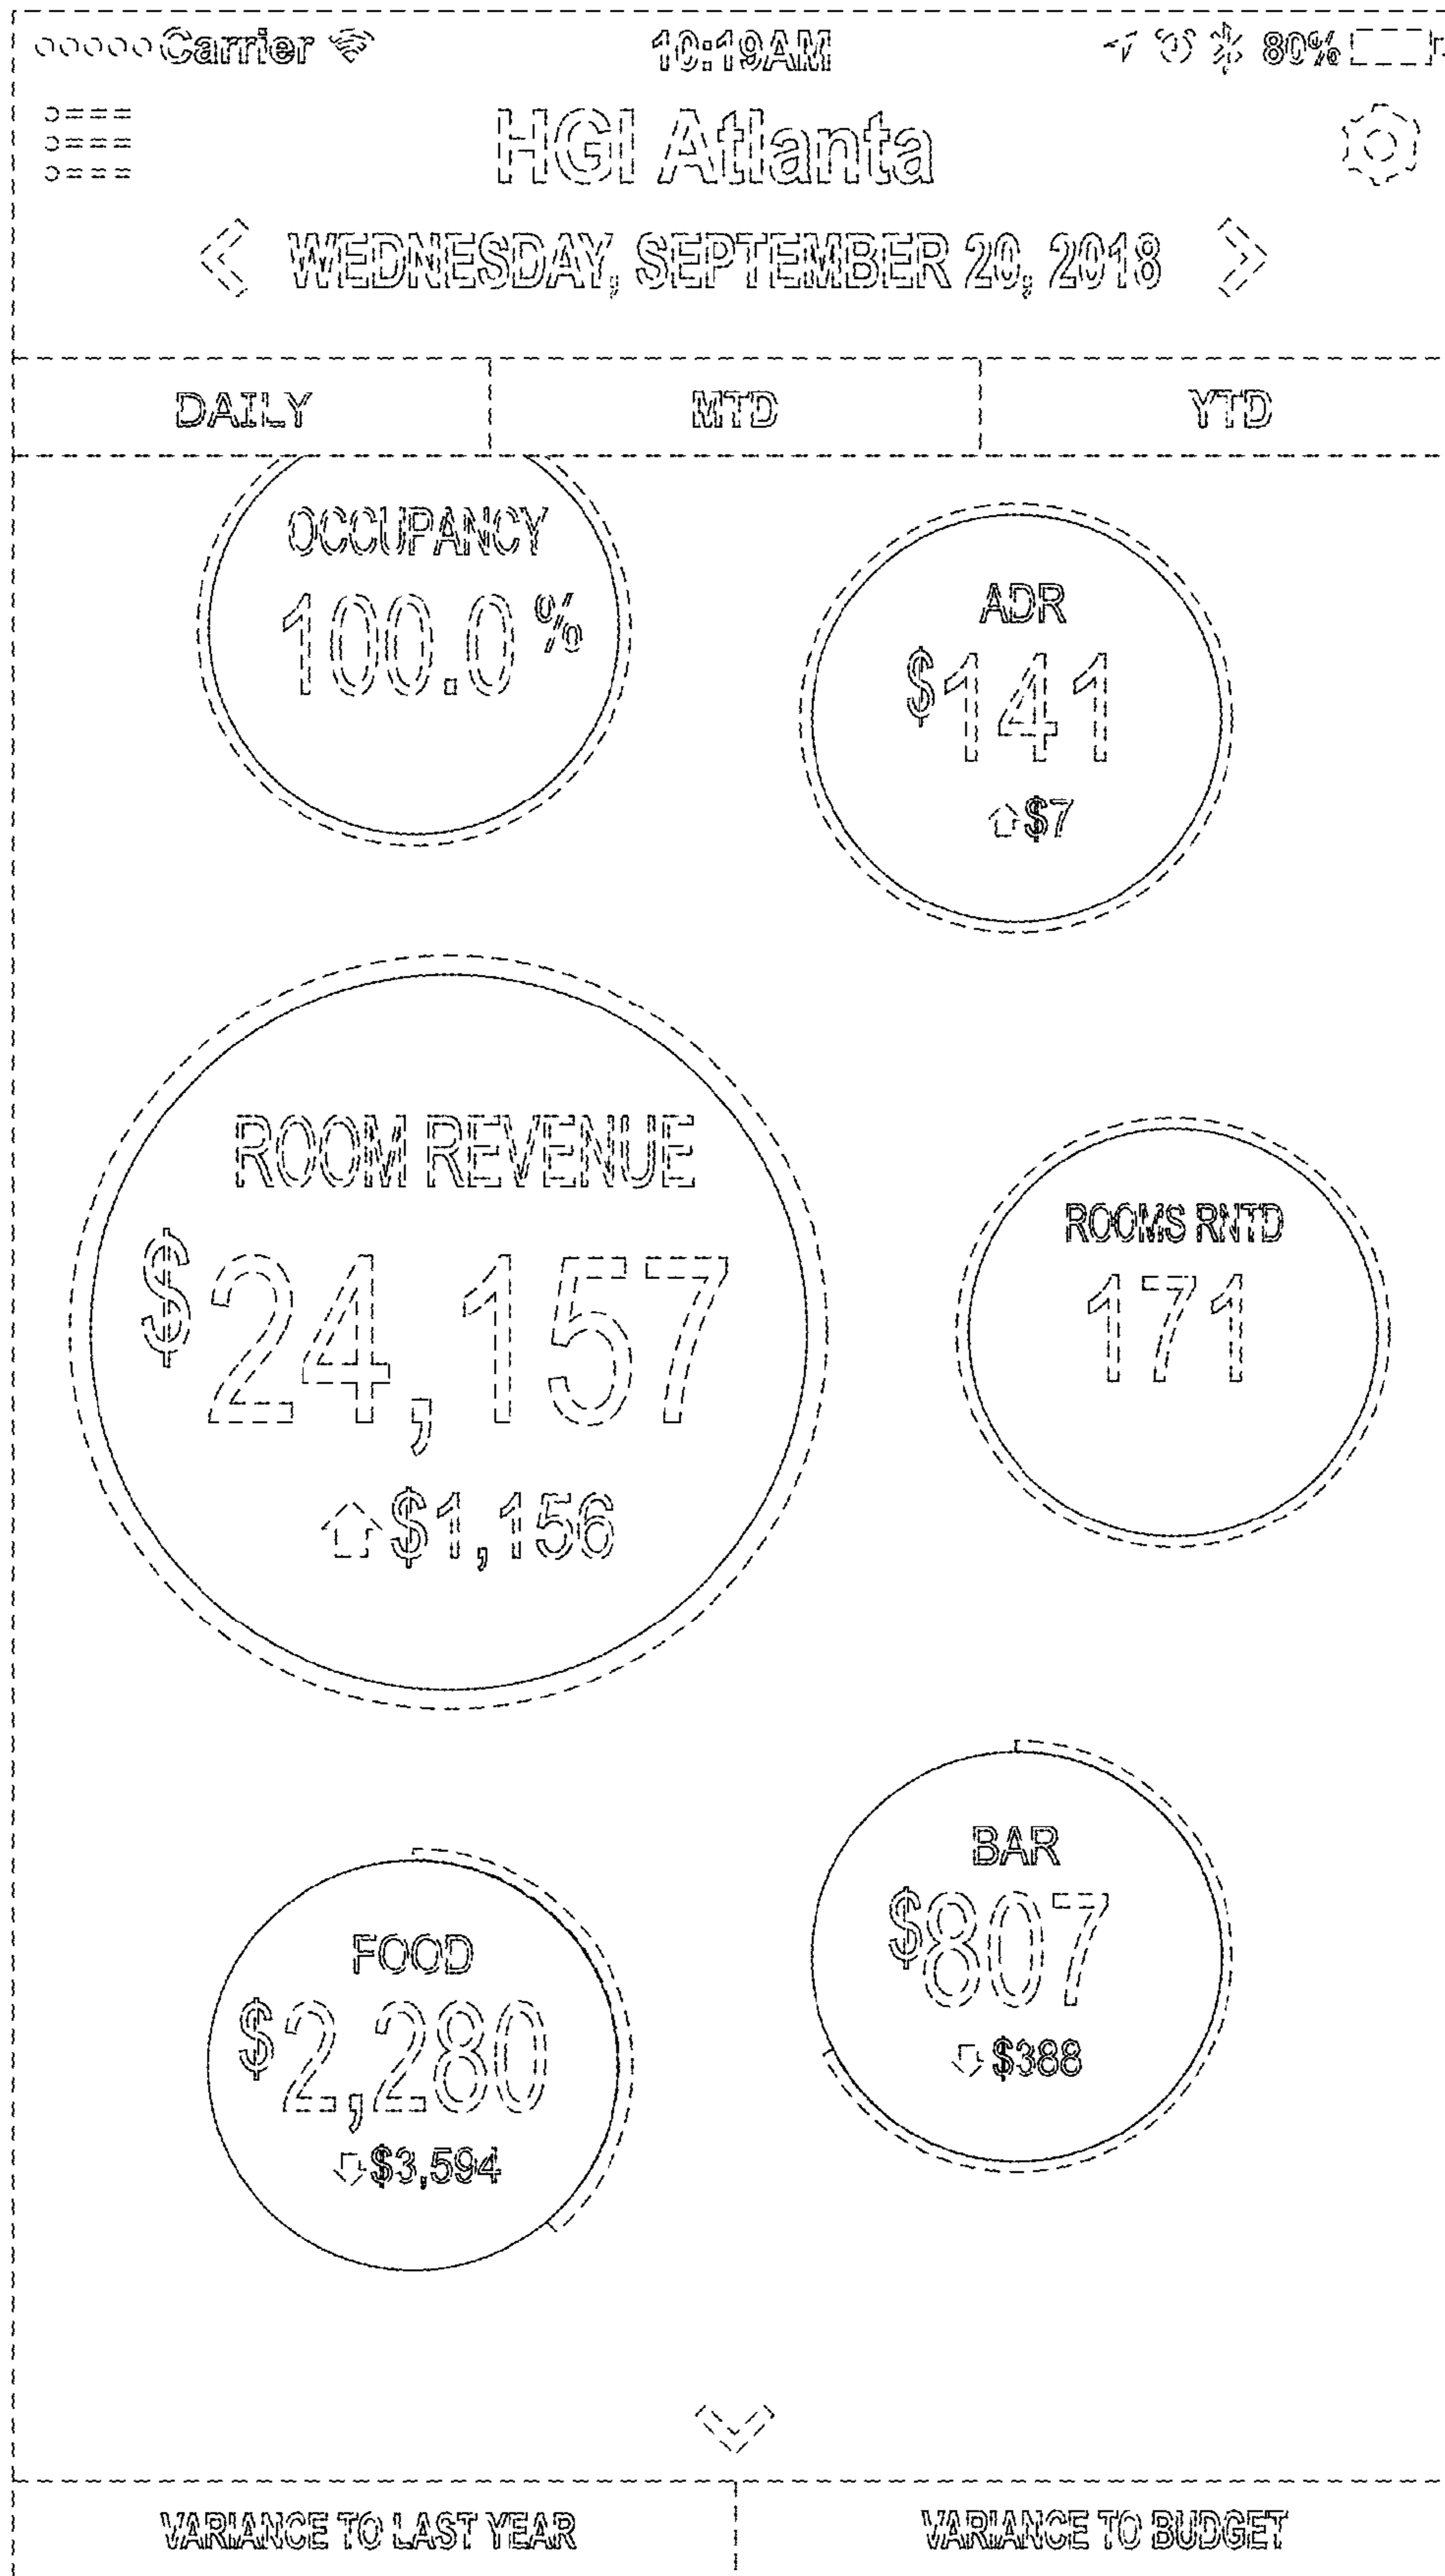 Carrier 10:19AM 80%
HGI Atlanta
WEDNESDAY, SEPTEMBER 20, 2018
DAILY MTD YTD
OCCUPANCY
100.0%
ADR
$141
$7
ROOM REVENUE
$24,157
$1,156
ROOMS RNTD
171
BAR
$807
$388
FOOD
$2,280
$3,594
VARIANCE TO LAST YEAR VARIANCE TO BUDGET